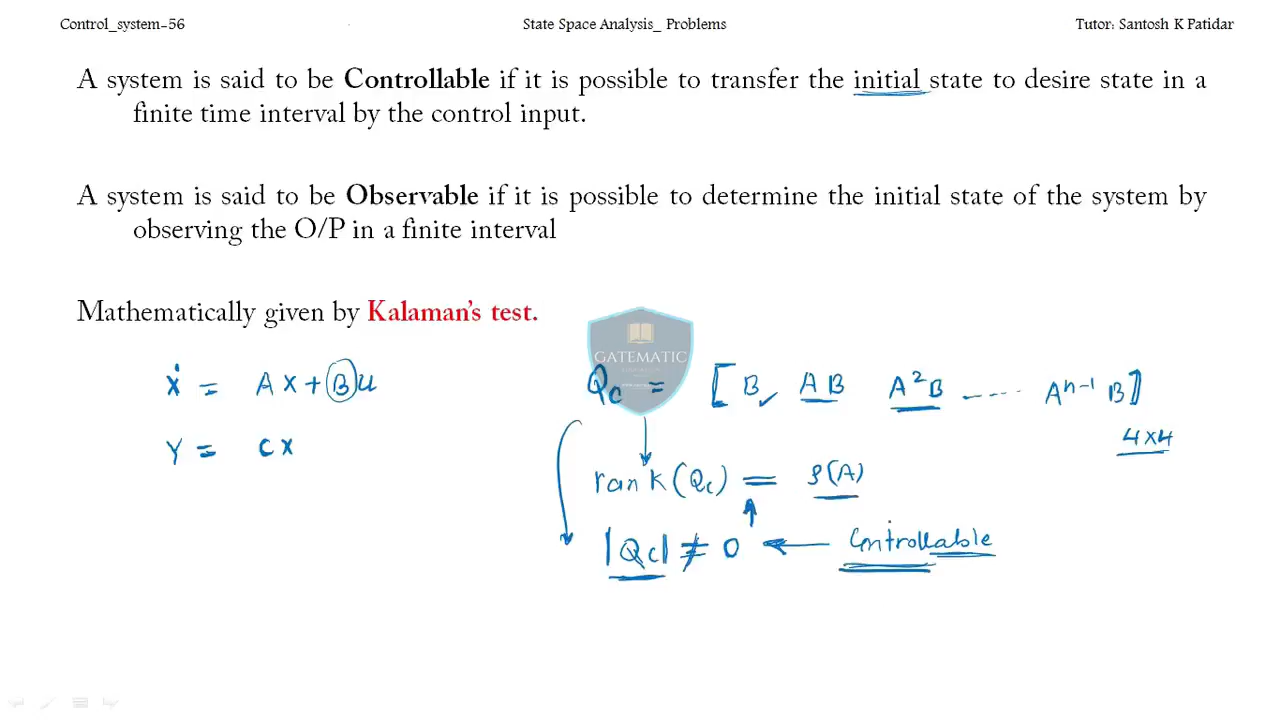 Control_system-56
State Space Analysis_ Problems
Tutor: Santosh K Patidar
A system is said to be Controllable if it is possible to transfer the initial state to desire state in a
finite time interval by the control input.
A system is said to be Observable if it is possible to determine the initial state of the system by
observing the O/P in a finite interval
Mathematically given by Kalaman's test.
GATEMATIC
Ẋ = AX + BU
Y = CX
Qc = [ B AB A²B ---- Aⁿ⁻¹ B ]
4×4
rank (Qc) = ρ(A)
|Qc| ≠ 0 ← Controllable